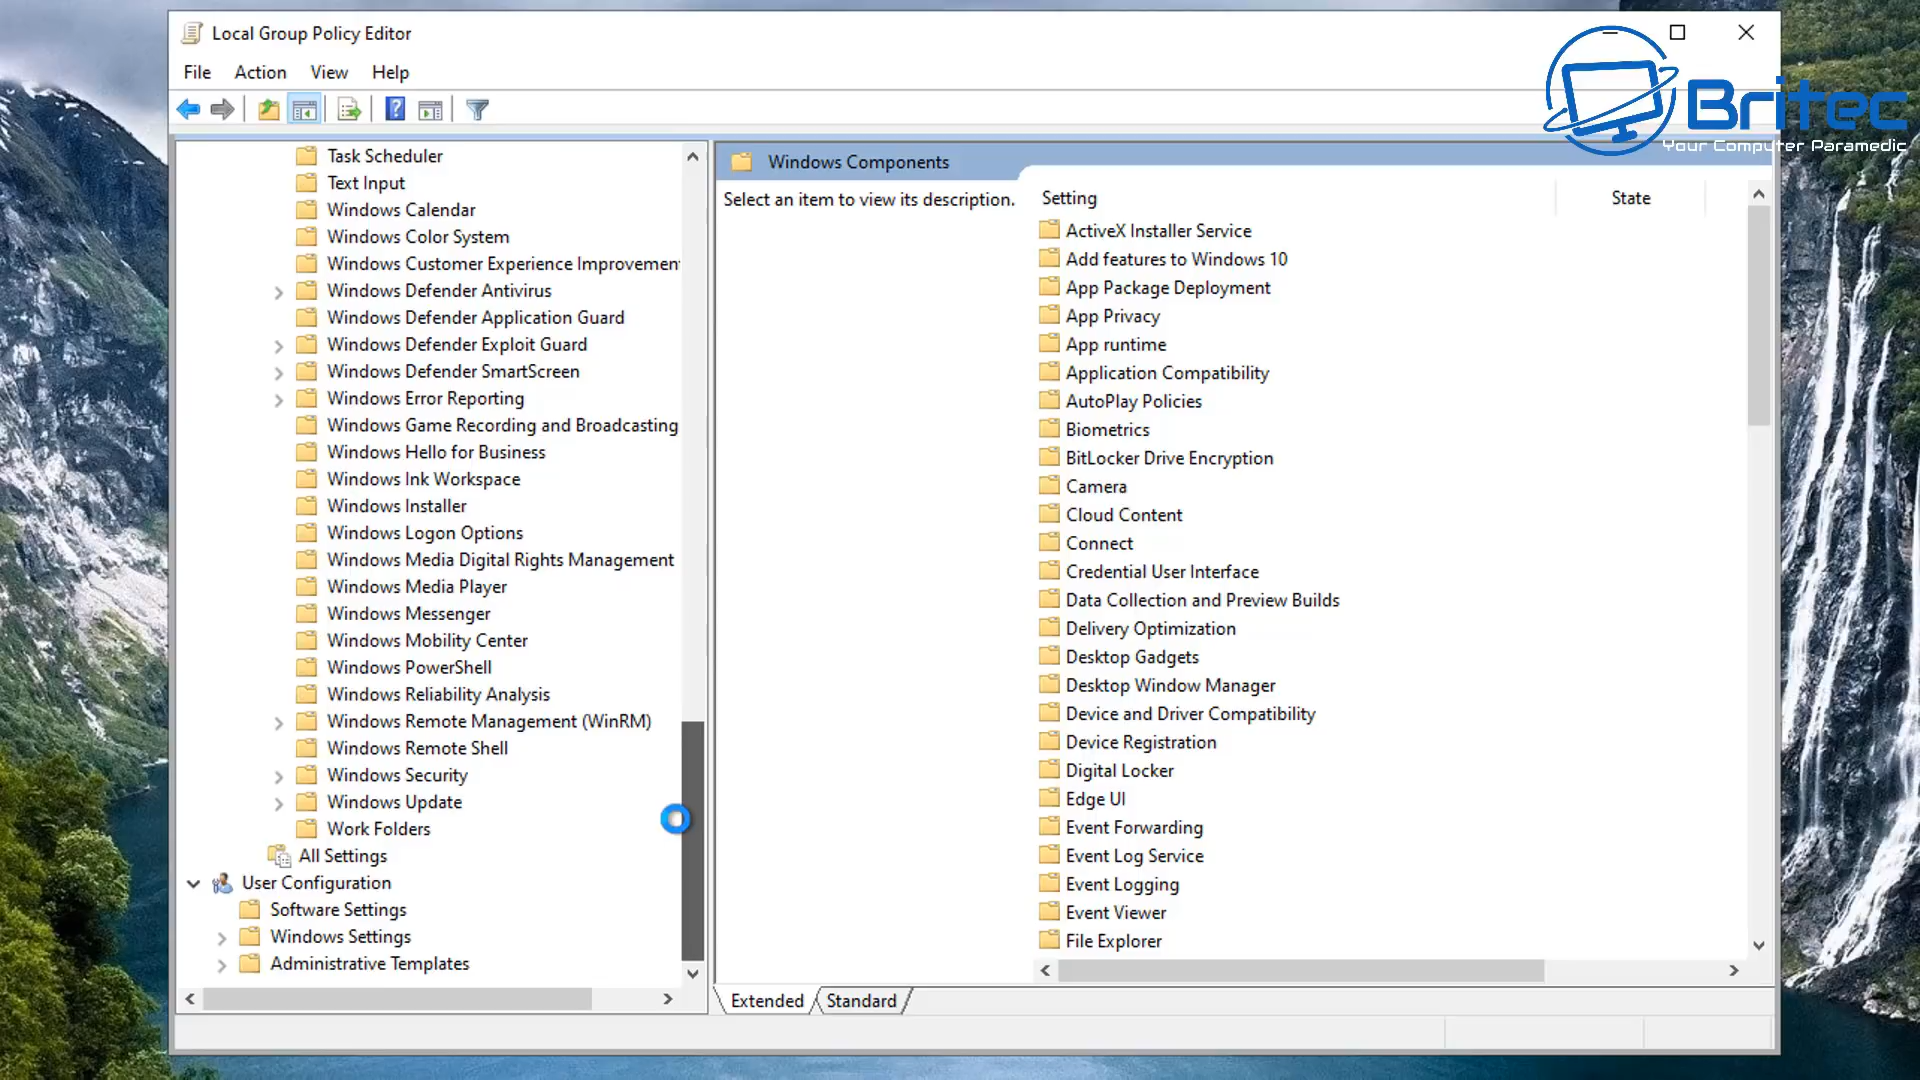 Local Group Policy Editor
File Action View Help
Britec
Your Computer Paramedic
Task Scheduler
Text Input
Windows Calendar
Windows Color System
Windows Customer Experience Improvement
Windows Defender Antivirus
Windows Defender Application Guard
Windows Defender Exploit Guard
Windows Defender SmartScreen
Windows Error Reporting
Windows Game Recording and Broadcasting
Windows Hello for Business
Windows Ink Workspace
Windows Installer
Windows Logon Options
Windows Media Digital Rights Management
Windows Media Player
Windows Messenger
Windows Mobility Center
Windows PowerShell
Windows Reliability Analysis
Windows Remote Management (WinRM)
Windows Remote Shell
Windows Security
Windows Update
Work Folders
All Settings
User Configuration
Software Settings
Windows Settings
Administrative Templates
Windows Components
Select an item to view its description.
Setting State
ActiveX Installer Service
Add features to Windows 10
App Package Deployment
App Privacy
App runtime
Application Compatibility
AutoPlay Policies
Biometrics
BitLocker Drive Encryption
Camera
Cloud Content
Connect
Credential User Interface
Data Collection and Preview Builds
Delivery Optimization
Desktop Gadgets
Desktop Window Manager
Device and Driver Compatibility
Device Registration
Digital Locker
Edge UI
Event Forwarding
Event Log Service
Event Logging
Event Viewer
File Explorer
Extended Standard